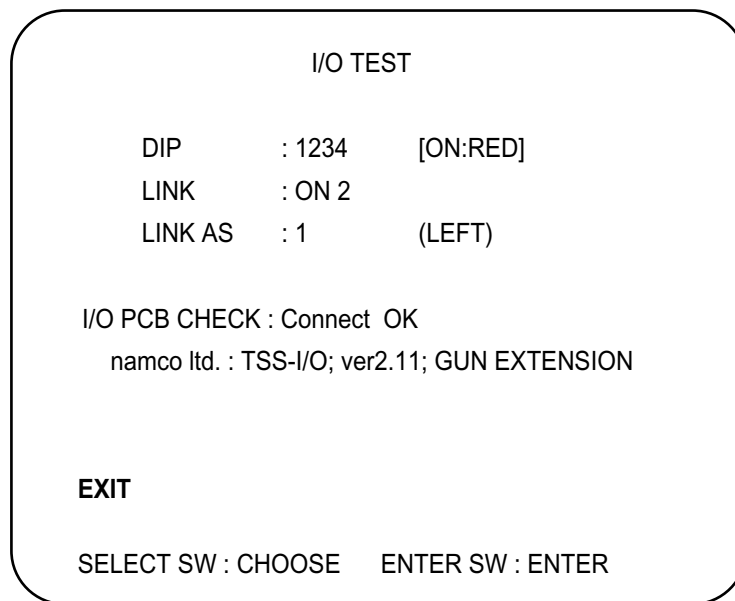 I/O TEST
DIP : 1234 [ON:RED]
LINK : ON 2
LINK AS : 1 (LEFT)
I/O PCB CHECK : Connect OK
namco ltd. : TSS-I/O; ver2.11; GUN EXTENSION
EXIT
SELECT SW : CHOOSE ENTER SW : ENTER